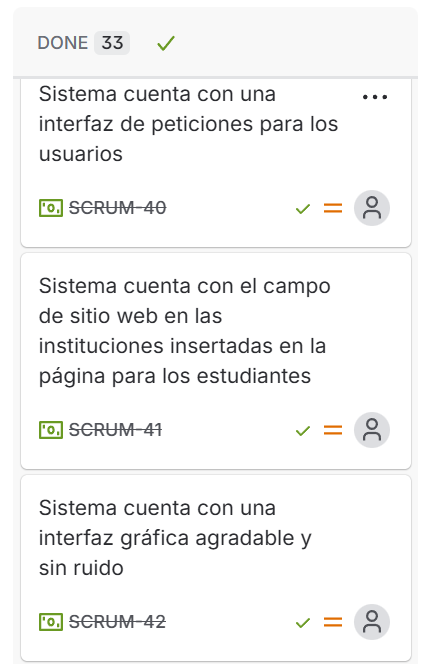 DONE 33
Sistema cuenta con una
interfaz de peticiones para los
usuarios
SCRUM-40
Sistema cuenta con el campo
de sitio web en las
instituciones insertadas en la
página para los estudiantes
SCRUM-41
Sistema cuenta con una
interfaz gráfica agradable y
sin ruido
SCRUM-42